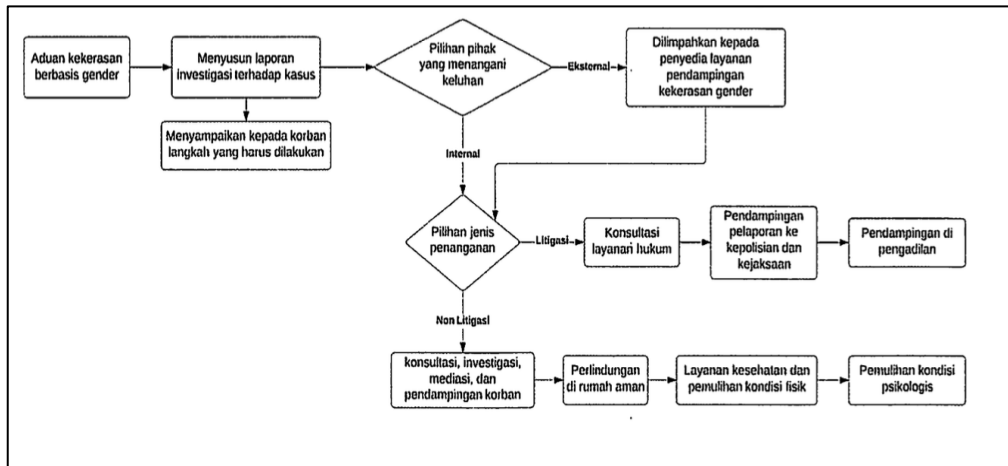 Aduan kekerasan
berbasis gender
Menyusun laporan
investigasi terhadap kasus
Pilihan pihak
yang menangani
keluhan
Eksternal
Dilimpahkan kepada
penyedia layanan
pendampingan
kekerasan gender
Menyampaikan kepada korban
langkah yang harus dilakukan
Internal
Pilihan jenis
penanganan
Litigasi
Konsultasi
layanari hukum
Pendampingan
pelaporan ke
kepolisian dan
kejaksaan
Pendampingan di
pengadilan
Non Litigasi
konsultasi, investigasi,
mediasi, dan
pendampingan korban
Perlindungan
di rumah aman
Layanan kesehatan dan
pemulihan kondisi fisik
Pemulihan kondisi
psikologis